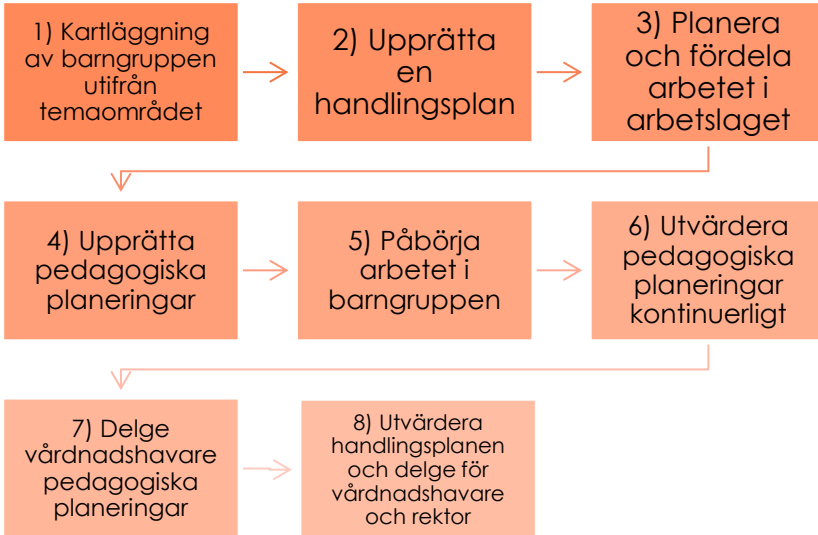 1) Kartläggning
av barngruppen
utifrån
temaområdet
2) Upprätta
en
handlingsplan
3) Planera
och fördela
arbetet i
arbetslaget
4) Upprätta
pedagogiska
planeringar
5) Påbörja
arbetet i
barngruppen
6) Utvärdera
pedagogiska
planeringar
kontinuerligt
7) Delge
vårdnadshavare
pedagogiska
planeringar
8) Utvärdera
handlingsplanen
och delge för
vårdnadshavare
och rektor